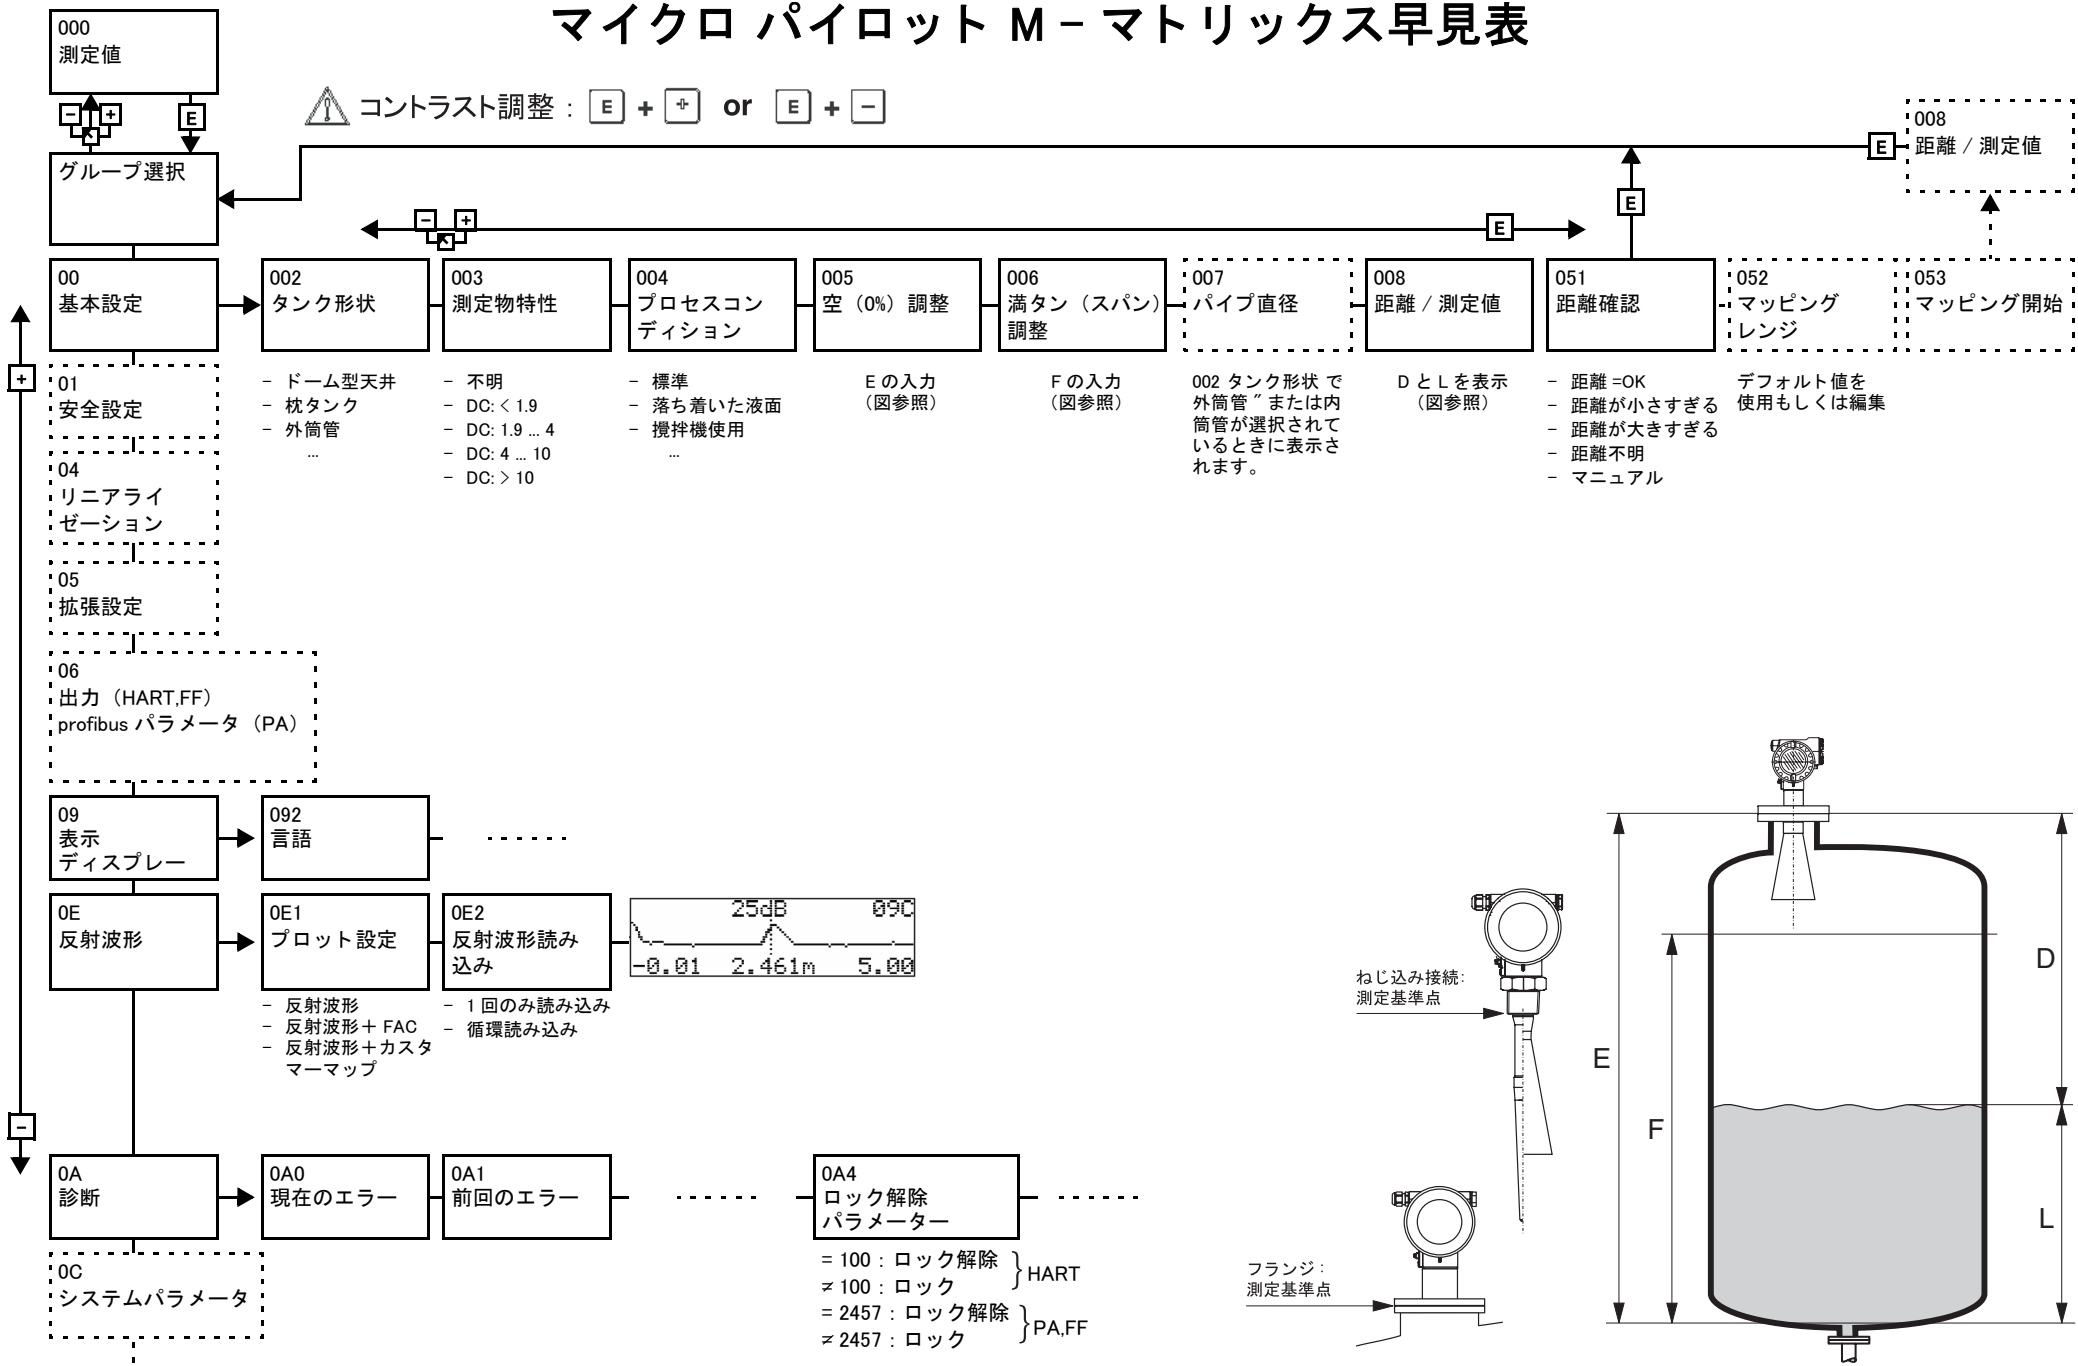 マイクロ パイロット M − マトリックス早見表
000
測定値
コントラスト調整 : E + + or E + −
− +
E
グループ選択
008
距離 / 測定値
E
E
− +
E
00
基本設定
002
タンク形状
− ドーム型天井
− 枕タンク
− 外筒管
...
003
測定物特性
− 不明
− DC: < 1.9
− DC: 1.9 ... 4
− DC: 4 ... 10
− DC: > 10
004
プロセスコン
ディション
− 標準
− 落ち着いた液面
− 攪拌機使用
...
005
空（0%）調整
E の入力
（図参照）
006
満タン（スパン）
調整
F の入力
（図参照）
007
パイプ直径
002 タンク形状 で
外筒管 ″ または内
筒管が選択されて
いるときに表示さ
れます。
008
距離 / 測定値
D と L を表示
（図参照）
051
距離確認
− 距離 =OK
− 距離が小さすぎる
− 距離が大きすぎる
− 距離不明
− マニュアル
052
マッピング
レンジ
デフォルト値を
使用もしくは編集
053
マッピング開始
+
01
安全設定
04
リニアライ
ゼーション
05
拡張設定
06
出力（HART,FF）
profibus パラメータ（PA）
09
表示
ディスプレー
092
言語
0E
反射波形
0E1
プロット設定
− 反射波形
− 反射波形＋ FAC
− 反射波形＋カスタ
マーマップ
0E2
反射波形読み
込み
− 1 回のみ読み込み
− 循環読み込み
25dB 09C
-0.01 2.461m 5.00
−
0A
診断
0A0
現在のエラー
0A1
前回のエラー
0A4
ロック解除
パラメーター
= 100 : ロック解除
≠ 100 : ロック
HART
= 2457 : ロック解除
≠ 2457 : ロック
PA,FF
0C
システムパラメータ
ねじ込み接続:
測定基準点
フランジ :
測定基準点
E
F
D
L